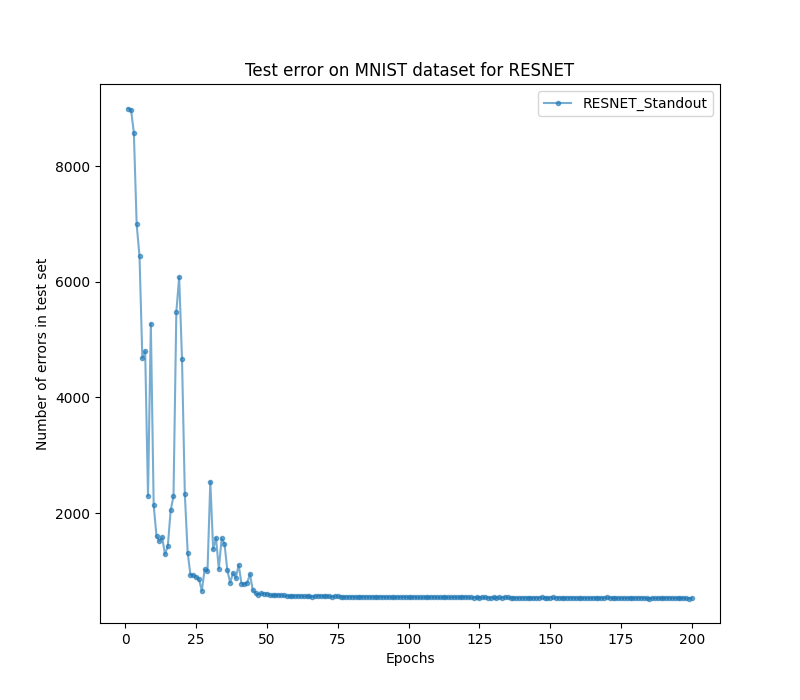 Test error on MNIST dataset for RESNET
RESNET_Standout
8000
6000
4000
2000
Number of errors in test set
0 25 50 75 100 125 150 175 200
Epochs